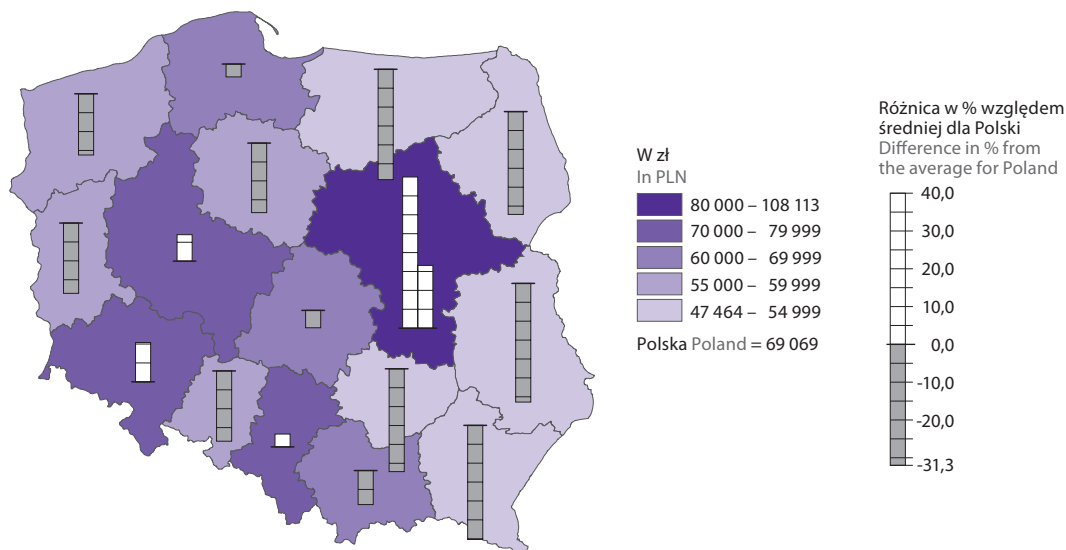 W zł
In PLN
80 000 – 108 113
70 000 – 79 999
60 000 – 69 999
55 000 – 59 999
47 464 – 54 999
Polska Poland = 69 069
Różnica w % względem
średniej dla Polski
Difference in % from
the average for Poland
40,0
30,0
20,0
10,0
0,0
-10,0
-20,0
-31,3